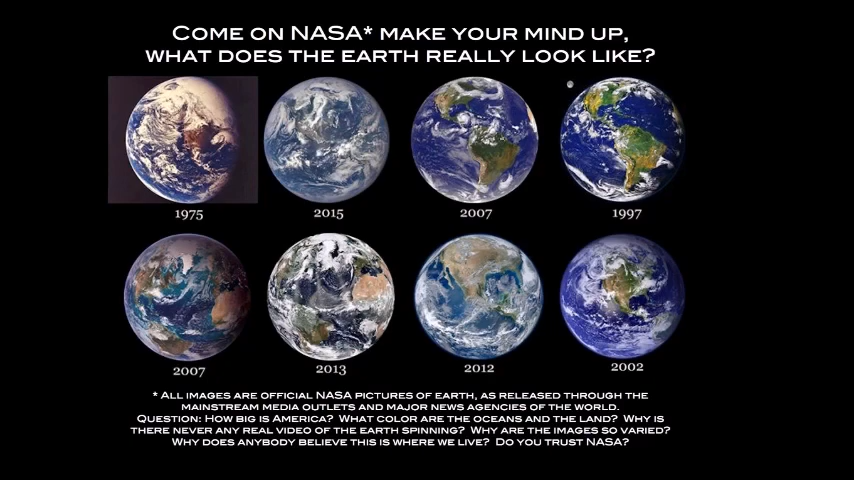 Come on NASA* make your mind up,
what does the earth really look like?
1975
2015
2007
1997
2007
2013
2012
2002
* All images are official NASA pictures of earth, as released through the
mainstream media outlets and major news agencies of the world.
Question: How big is America? What color are the oceans and the land? Why is
there never any real video of the earth spinning? Why are the images so varied?
Why does anybody believe this is where we live? Do you trust NASA?